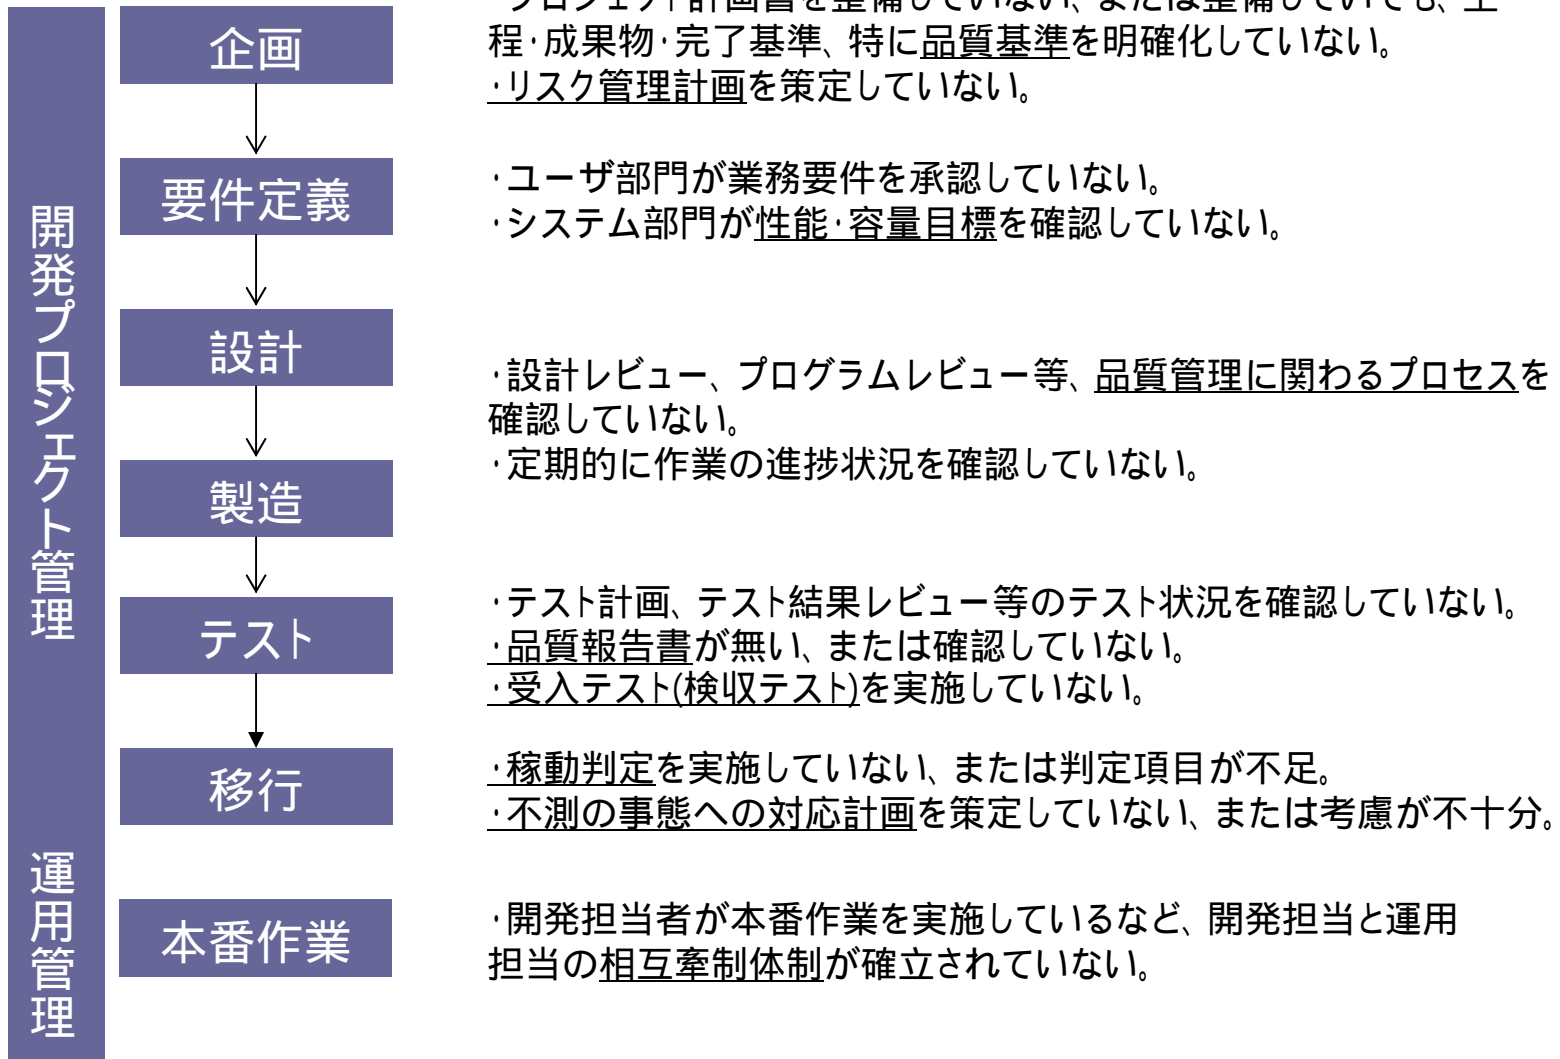 開発プロジェクト管理
運用管理
企画
程・成果物・完了基準、特に品質基準を明確化していない。
・リスク管理計画を策定していない。
要件定義
・ユーザ部門が業務要件を承認していない。
・システム部門が性能・容量目標を確認していない。
設計
・設計レビュー、プログラムレビュー等、品質管理に関わるプロセスを
確認していない。
・定期的に作業の進捗状況を確認していない。
製造
テスト
・テスト計画、テスト結果レビュー等のテスト状況を確認していない。
・品質報告書が無い、または確認していない。
・受入テスト(検収テスト)を実施していない。
移行
・稼動判定を実施していない、または判定項目が不足。
・不測の事態への対応計画を策定していない、または考慮が不十分。
本番作業
・開発担当者が本番作業を実施しているなど、開発担当と運用
担当の相互牽制体制が確立されていない。